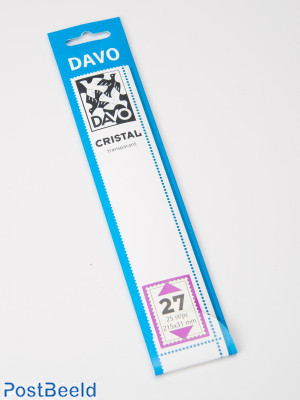 DAVO
DAVO
CRISTAL
transparant
27
25 strips
215x31 mm
PostBeeld